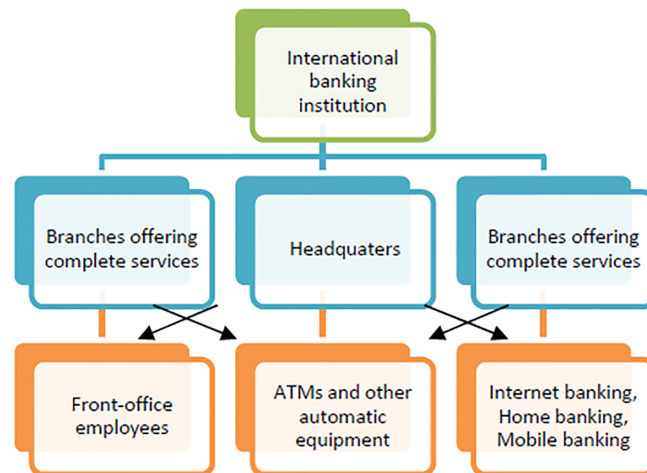 International
banking
institution
Branches offering
complete services
Headquaters
Branches offering
complete services
Front-office
employees
ATMs and other
automatic
equipment
Internet banking,
Home banking,
Mobile banking